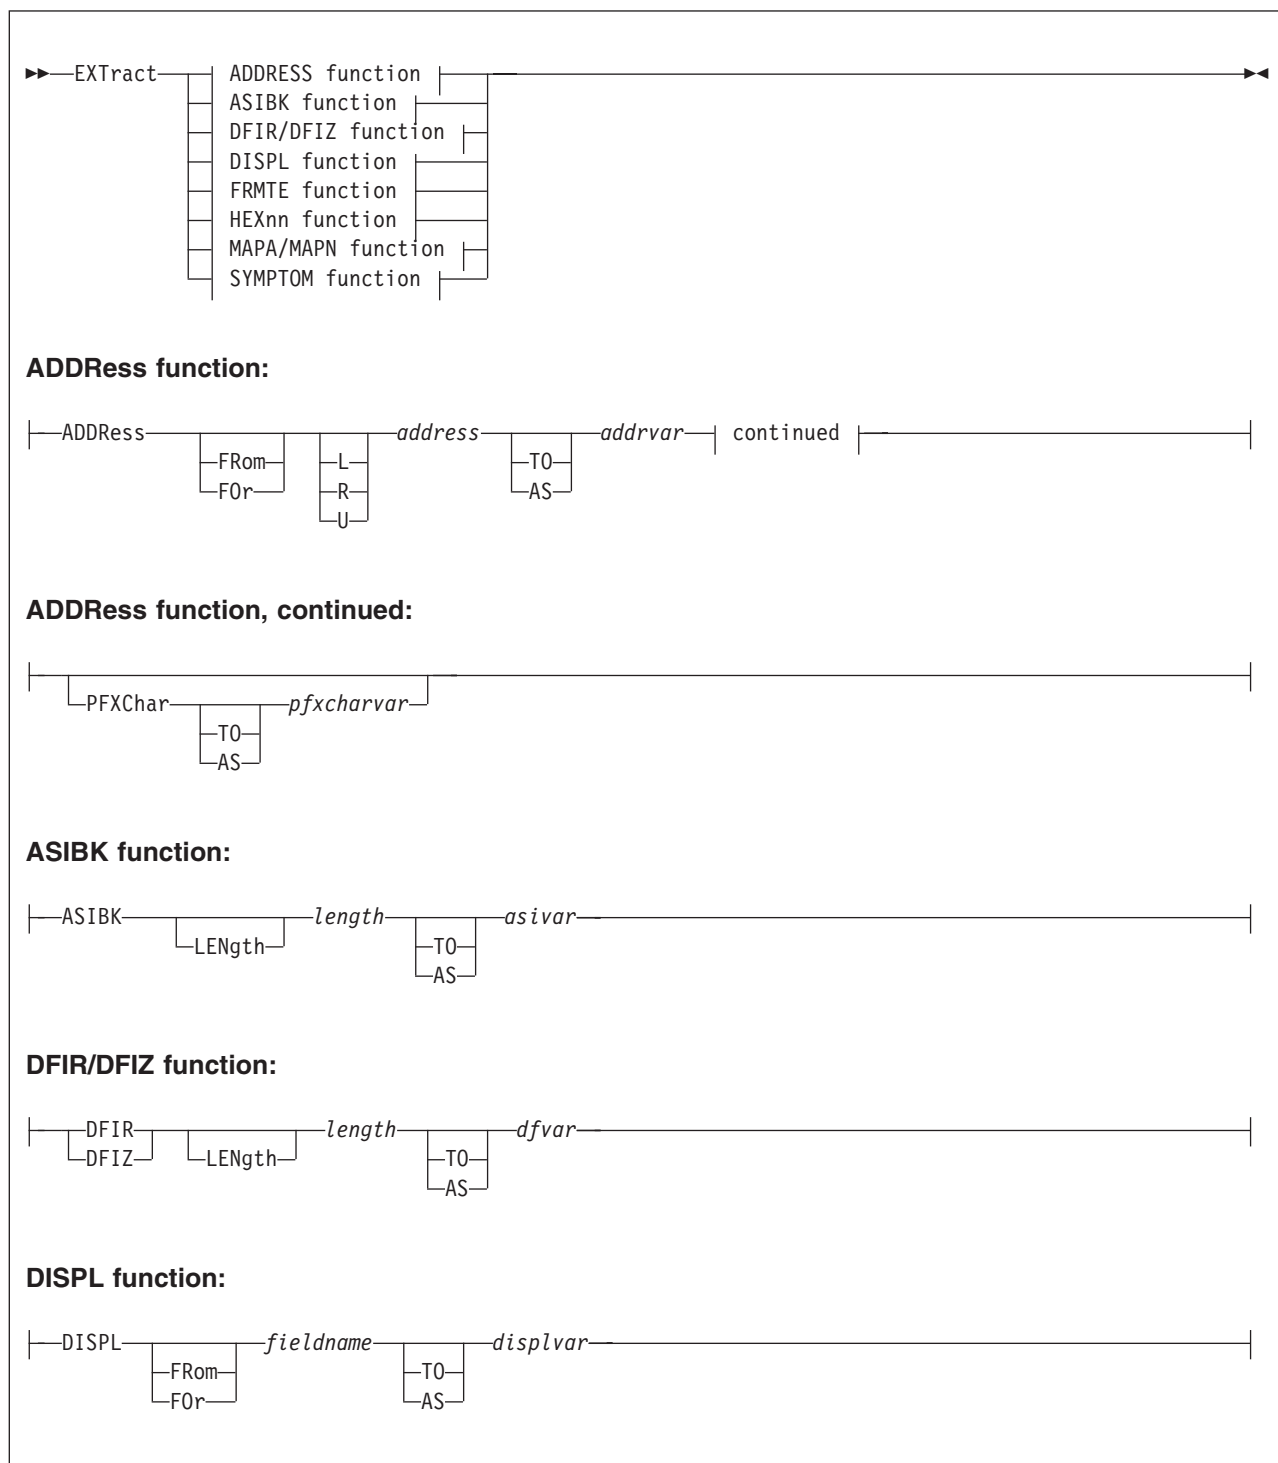 EXTract ADDRESS function
ASIBK function
DFIR/DFIZ function
DISPL function
FRMTE function
HEXnn function
MAPA/MAPN function
SYMPTOM function
ADDRess function:
ADDRess address addrvar continued
FRom L TO
FOr R AS
U
ADDRess function, continued:
PFXChar pfxcharvar
TO
AS
ASIBK function:
ASIBK length asivar
LENgth TO
AS
DFIR/DFIZ function:
DFIR length dfvar
DFIZ LENgth TO
AS
DISPL function:
DISPL fieldname displvar
FRom TO
FOr AS